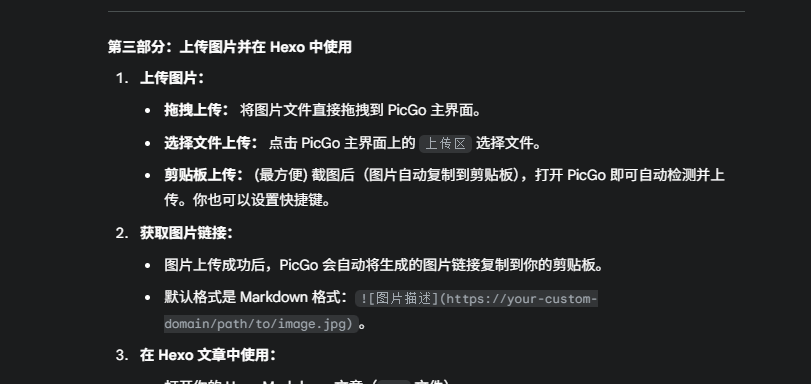 第三部分：上传图片并在 Hexo 中使用
1. 上传图片：
• 拖拽上传： 将图片文件直接拖拽到 PicGo 主界面。
• 选择文件上传： 点击 PicGo 主界面上的 上传区 选择文件。
• 剪贴板上传： (最方便) 截图后（图片自动复制到剪贴板），打开 PicGo 即可自动检测并上
传。你也可以设置快捷键。
2. 获取图片链接：
• 图片上传成功后，PicGo 会自动将生成的图片链接复制到你的剪贴板。
• 默认格式是 Markdown 格式：![图片描述](https://your-custom-
domain/path/to/image.jpg)。
3. 在 Hexo 文章中使用：